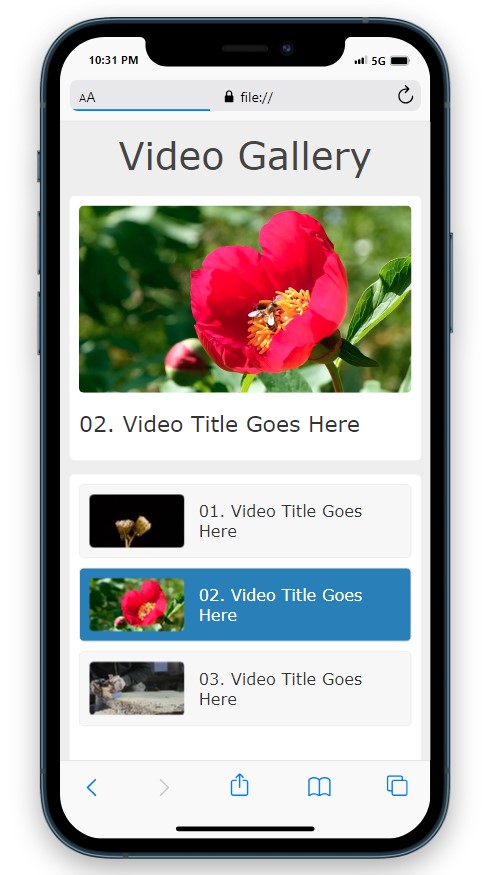 10:31 PM
5G
AA
file://
Video Gallery
02. Video Title Goes Here
01. Video Title Goes
Here
02. Video Title Goes
Here
03. Video Title Goes
Here